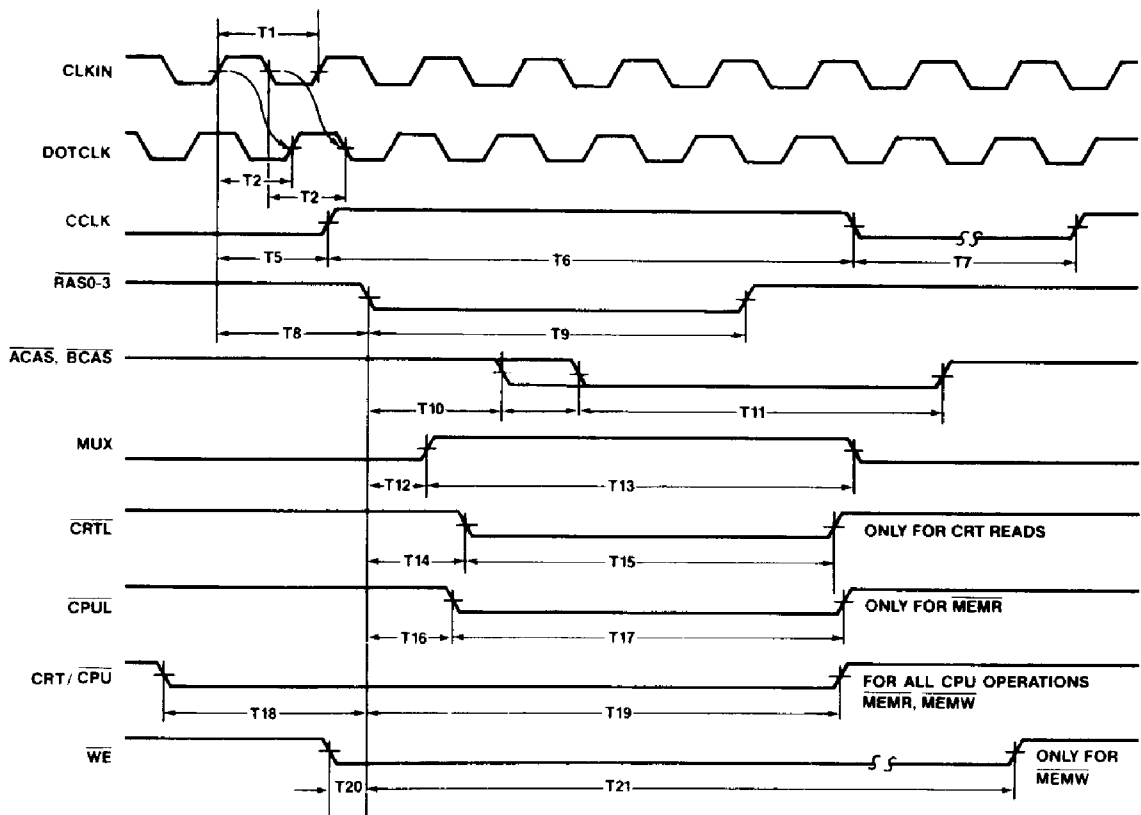 T1
CLKIN
DOTCLK
T2
T2
CCLK
T5
T6
T7
RAS0-3
T8
T9
ACAS, BCAS
T10
T11
MUX
T12
T13
CRTL
ONLY FOR CRT READS
T14
T15
CPUL
ONLY FOR MEMR
T16
T17
CRT/CPU
FOR ALL CPU OPERATIONS
MEMR, MEMW
T18
T19
WE
ONLY FOR
MEMW
T20
T21